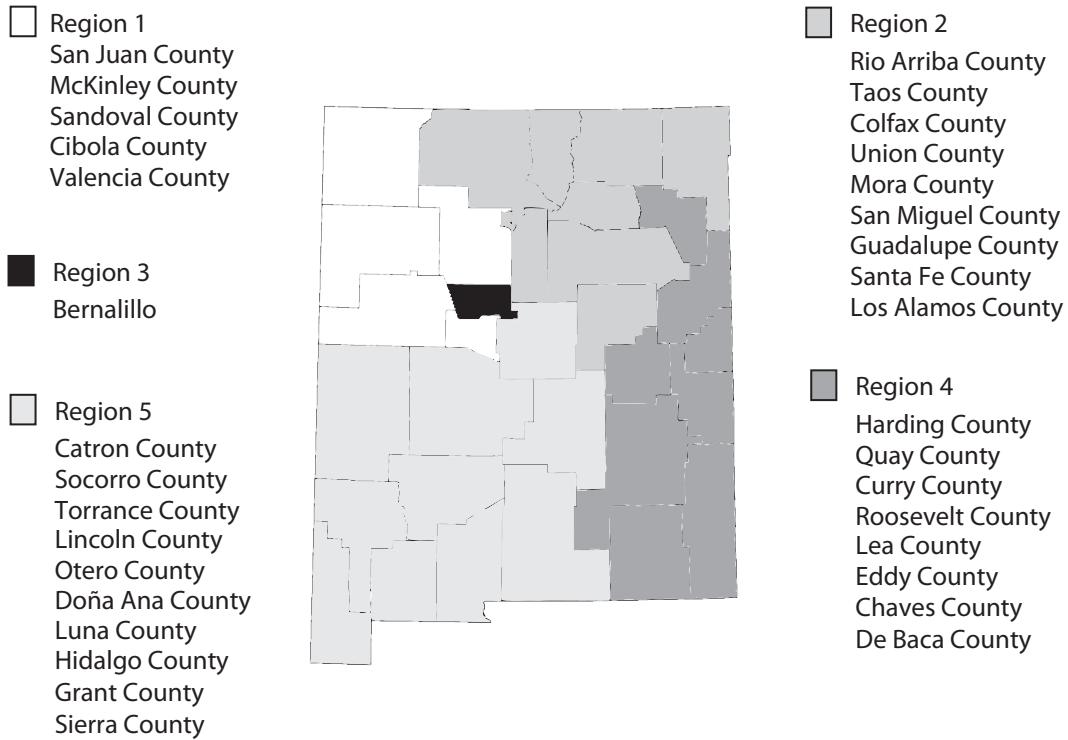 Region 1
San Juan County
McKinley County
Sandoval County
Cibola County
Valencia County
Region 3
Bernalillo
Region 5
Catron County
Socorro County
Torrance County
Lincoln County
Otero County
Doña Ana County
Luna County
Hidalgo County
Grant County
Sierra County
Region 2
Rio Arriba County
Taos County
Colfax County
Union County
Mora County
San Miguel County
Guadalupe County
Santa Fe County
Los Alamos County
Region 4
Harding County
Quay County
Curry County
Roosevelt County
Lea County
Eddy County
Chaves County
De Baca County